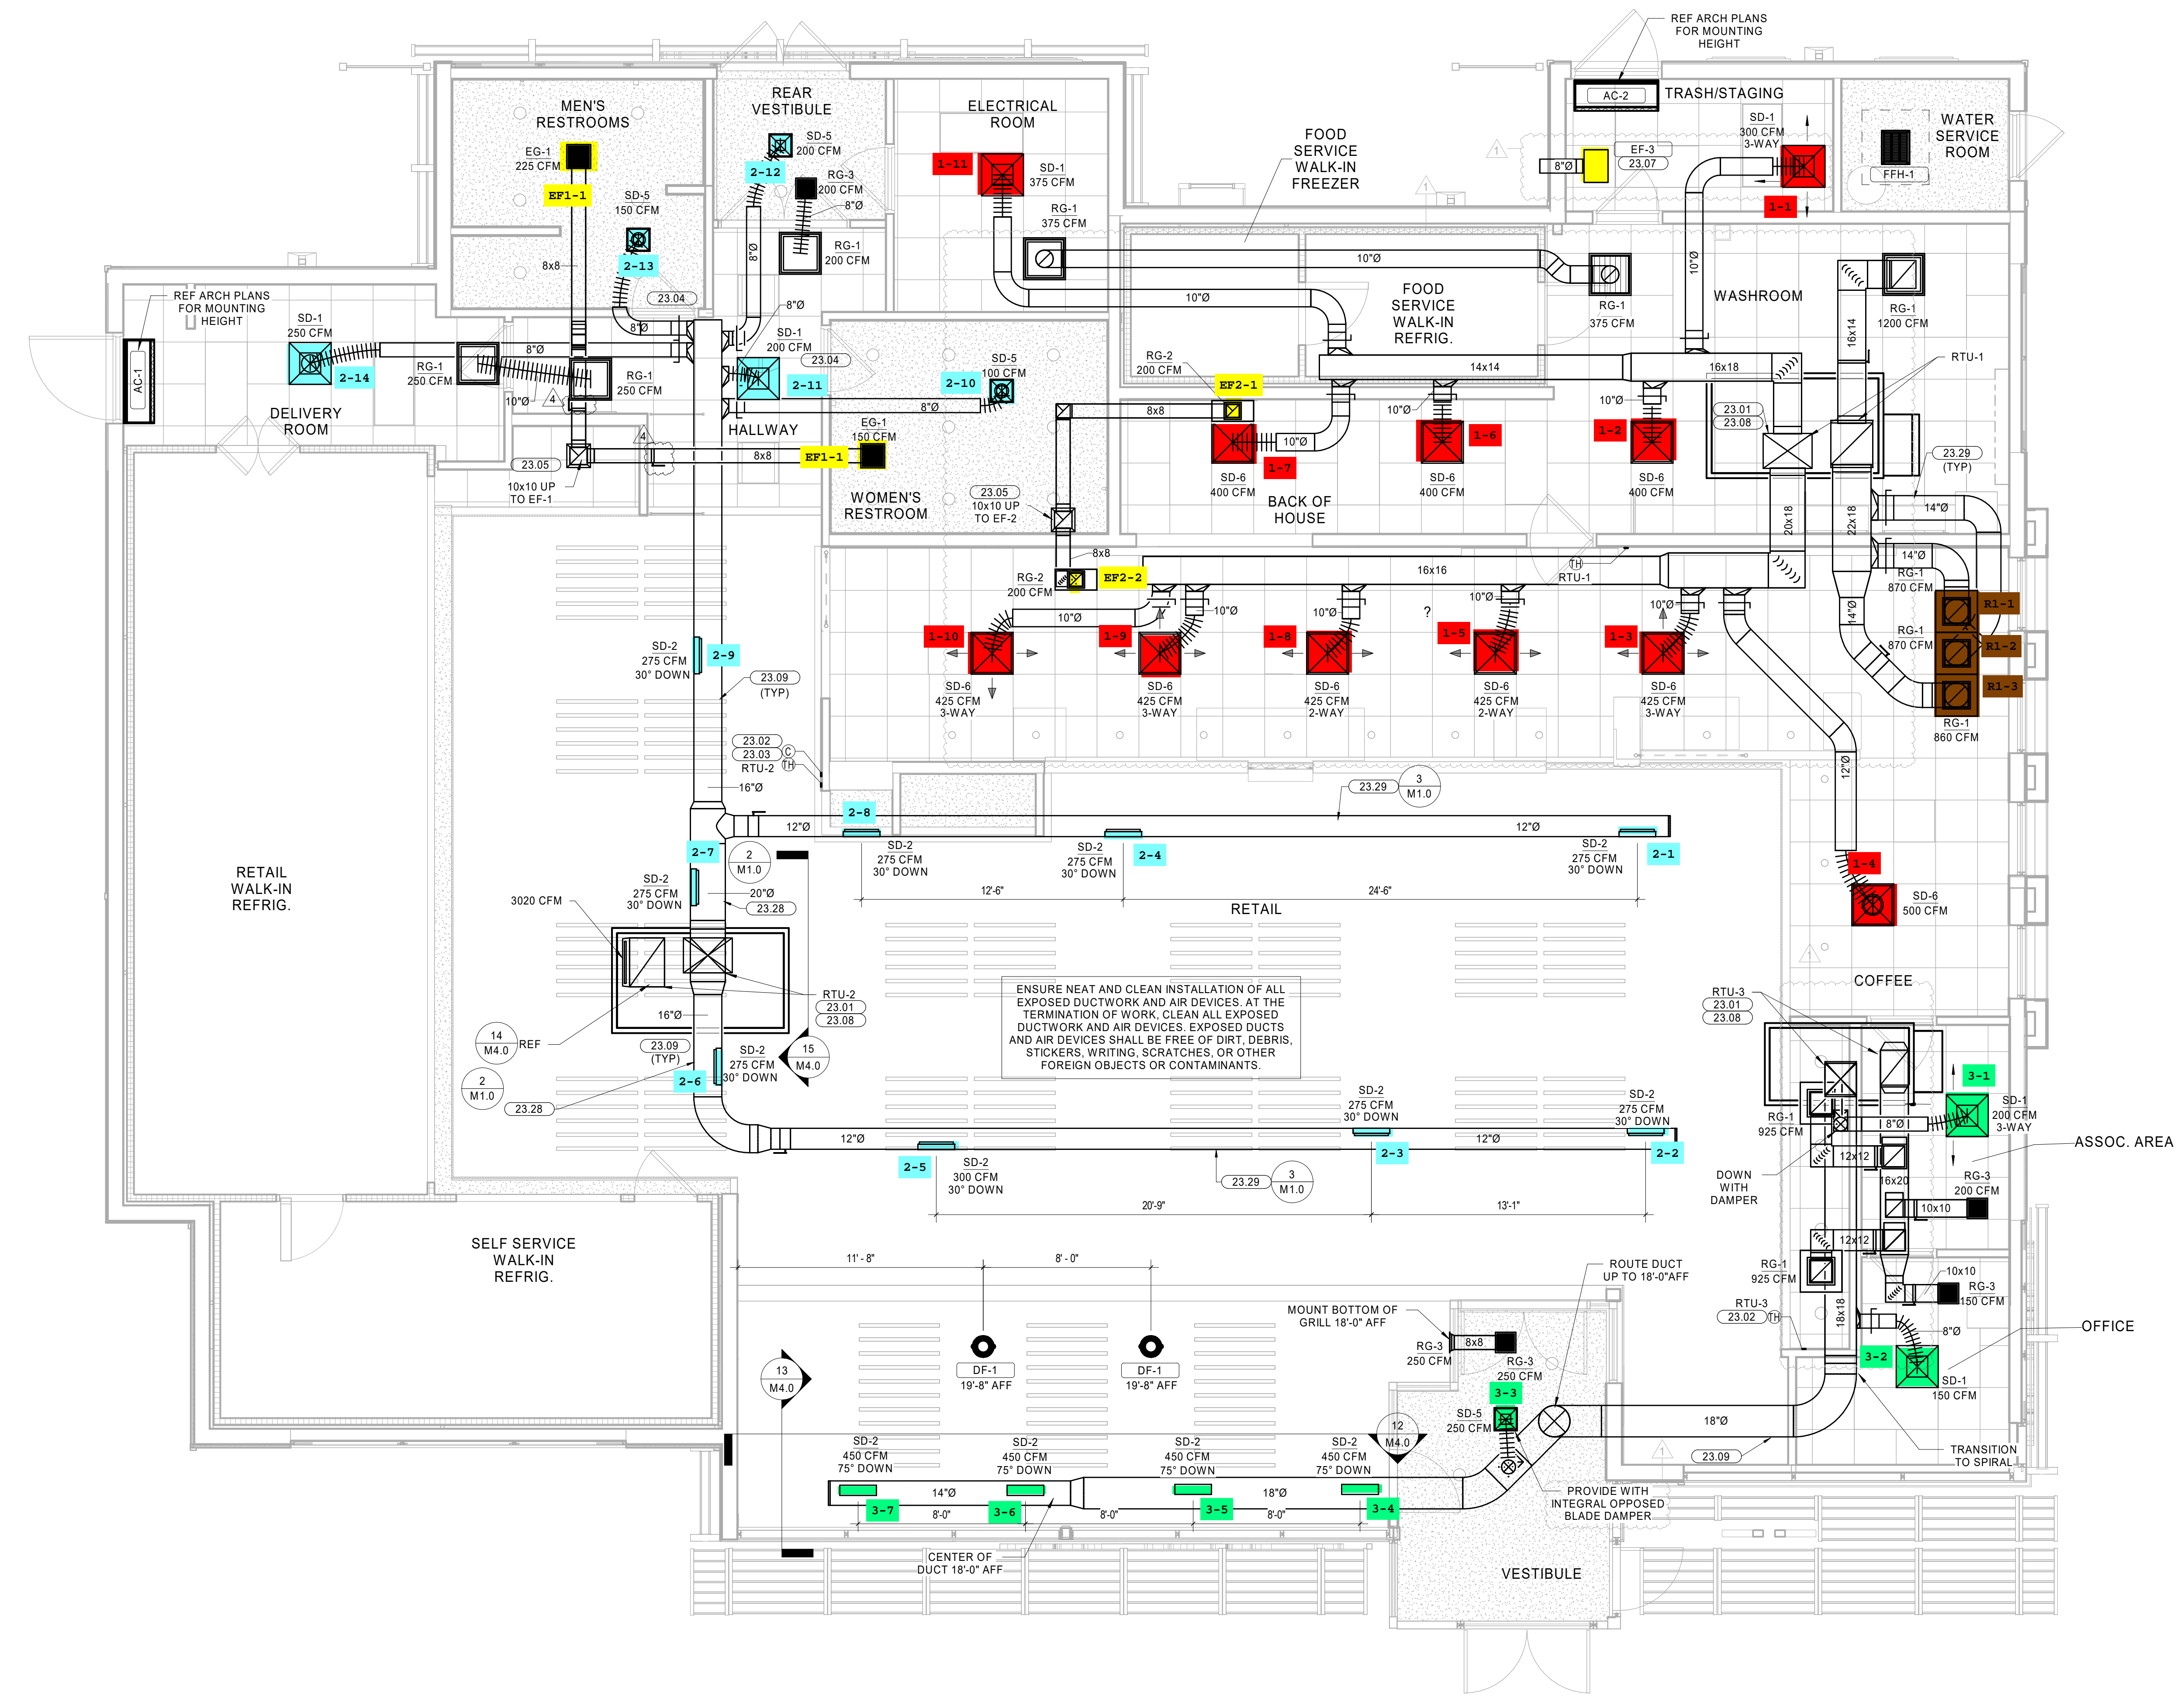 REF ARCH PLANS
FOR MOUNTING
HEIGHT
MEN'S
RESTROOMS
EG-1
225 CFM
EF1-1
SD-5
150 CFM
2-13
8x8
23.04
8"Ø
REAR
VESTIBULE
SD-5
200 CFM
2-12
RG-3
200 CFM
8"Ø
8"Ø
RG-1
200 CFM
8"Ø
ELECTRICAL
ROOM
1-11
SD-1
375 CFM
RG-1
375 CFM
FOOD
SERVICE
WALK-IN
FREEZER
1
1
10"Ø
10"Ø
FOOD
SERVICE
WALK-IN
REFRIG.
AC-2
TRASH/STAGING
SD-1
300 CFM
3-WAY
EF-3
23.07
8"Ø
1-1
WATER
SERVICE
ROOM
FFH-1
10"Ø
RG-1
375 CFM
WASHROOM
RG-1
1200 CFM
16x14
RTU-1
REF ARCH PLANS
FOR MOUNTING
HEIGHT
AC-1
SD-1
250 CFM
2-14
8"Ø
RG-1
250 CFM
10"Ø
RG-1
250 CFM
4
DELIVERY
ROOM
SD-1
200 CFM
23.04
2-11
HALLWAY
4
23.05
10x10 UP
TO EF-1
8x8
EG-1
150 CFM
EF1-1
8"Ø
SD-5
100 CFM
2-10
WOMEN'S
RESTROOM
23.05
10x10 UP
TO EF-2
8x8
8x8
RG-2
200 CFM
EF2-1
14x14
16x18
10"Ø
10"Ø
10"Ø
1-7
SD-6
400 CFM
1-6
SD-6
400 CFM
1-2
SD-6
400 CFM
BACK OF
HOUSE
23.01
23.08
20x18
22x18
23.29
(TYP)
14"Ø
14"Ø
RG-2
200 CFM
EF2-2
16x16
TH
RTU-1
10"Ø
10"Ø
10"Ø
?
10"Ø
10"Ø
1-10
1-9
1-8
1-5
1-3
SD-6
425 CFM
3-WAY
SD-6
425 CFM
3-WAY
SD-6
425 CFM
2-WAY
SD-6
425 CFM
2-WAY
SD-6
425 CFM
3-WAY
14"Ø
RG-1
870 CFM
R1-1
RG-1
870 CFM
R1-2
R1-3
RG-1
860 CFM
12"Ø
1-4
SD-6
500 CFM
1
COFFEE
SD-2
275 CFM
30° DOWN
2-9
23.09
(TYP)
23.02
23.03
C
RTU-2
TH
16"Ø
23.29
3
M1.0
12"Ø
2-8
12"Ø
2-7
2
M1.0
SD-2
275 CFM
30° DOWN
SD-2
275 CFM
30° DOWN
2-4
SD-2
275 CFM
30° DOWN
2-1
SD-2
275 CFM
30° DOWN
12'-6"
24'-6"
RETAIL
RETAIL
WALK-IN
REFRIG.
20"Ø
23.28
3020 CFM
RTU-2
23.01
23.08
16"Ø
14
M4.0
REF
23.09
(TYP)
2
M1.0
23.28
2-6
SD-2
275 CFM
30° DOWN
15
M4.0
ENSURE NEAT AND CLEAN INSTALLATION OF ALL
EXPOSED DUCTWORK AND AIR DEVICES. AT THE
TERMINATION OF WORK, CLEAN ALL EXPOSED
DUCTWORK AND AIR DEVICES. EXPOSED DUCTS
AND AIR DEVICES SHALL BE FREE OF DIRT, DEBRIS,
STICKERS, WRITING, SCRATCHES, OR OTHER
FOREIGN OBJECTS OR CONTAMINANTS.
12"Ø
12"Ø
2-5
SD-2
300 CFM
30° DOWN
SD-2
275 CFM
30° DOWN
2-3
SD-2
275 CFM
30° DOWN
2-2
23.29
3
M1.0
20'-9"
13'-1"
RTU-3
23.01
23.08
RG-1
925 CFM
3-1
SD-1
200 CFM
3-WAY
8"Ø
12x12
16x20
ASSOC. AREA
DOWN
WITH
DAMPER
RG-3
200 CFM
10x10
12x12
RG-1
925 CFM
10x10
RG-3
150 CFM
RTU-3
23.02
TH
18x18
8"Ø
OFFICE
3-2
SD-1
150 CFM
SELF SERVICE
WALK-IN
REFRIG.
11' - 8"
8' - 0"
DF-1
19'-8" AFF
DF-1
19'-8" AFF
13
M4.0
MOUNT BOTTOM OF
GRILL 18'-0" AFF
ROUTE DUCT
UP TO 18'-0"AFF
8x8
RG-3
250 CFM
RG-3
250 CFM
3-3
SD-5
250 CFM
12
M4.0
18"Ø
23.09
1
TRANSITION
TO SPIRAL
SD-2
450 CFM
75° DOWN
SD-2
450 CFM
75° DOWN
SD-2
450 CFM
75° DOWN
SD-2
450 CFM
75° DOWN
14"Ø
18"Ø
3-7
3-6
3-5
3-4
8'-0"
8'-0"
8'-0"
PROVIDE WITH
INTEGRAL OPPOSED
BLADE DAMPER
CENTER OF
DUCT 18'-0" AFF
VESTIBULE